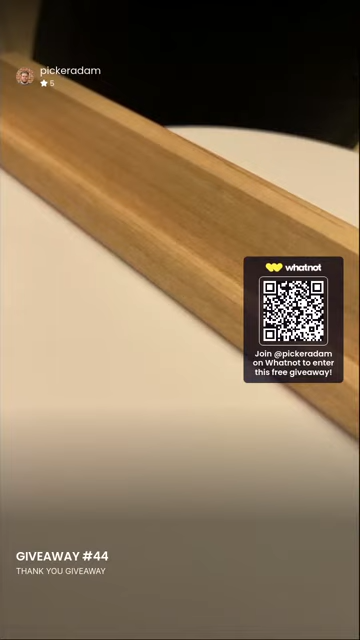 pickeradam
★ 5
whatnot
Join @pickeradam
on Whatnot to enter
this free giveaway!
GIVEAWAY #44
THANK YOU GIVEAWAY